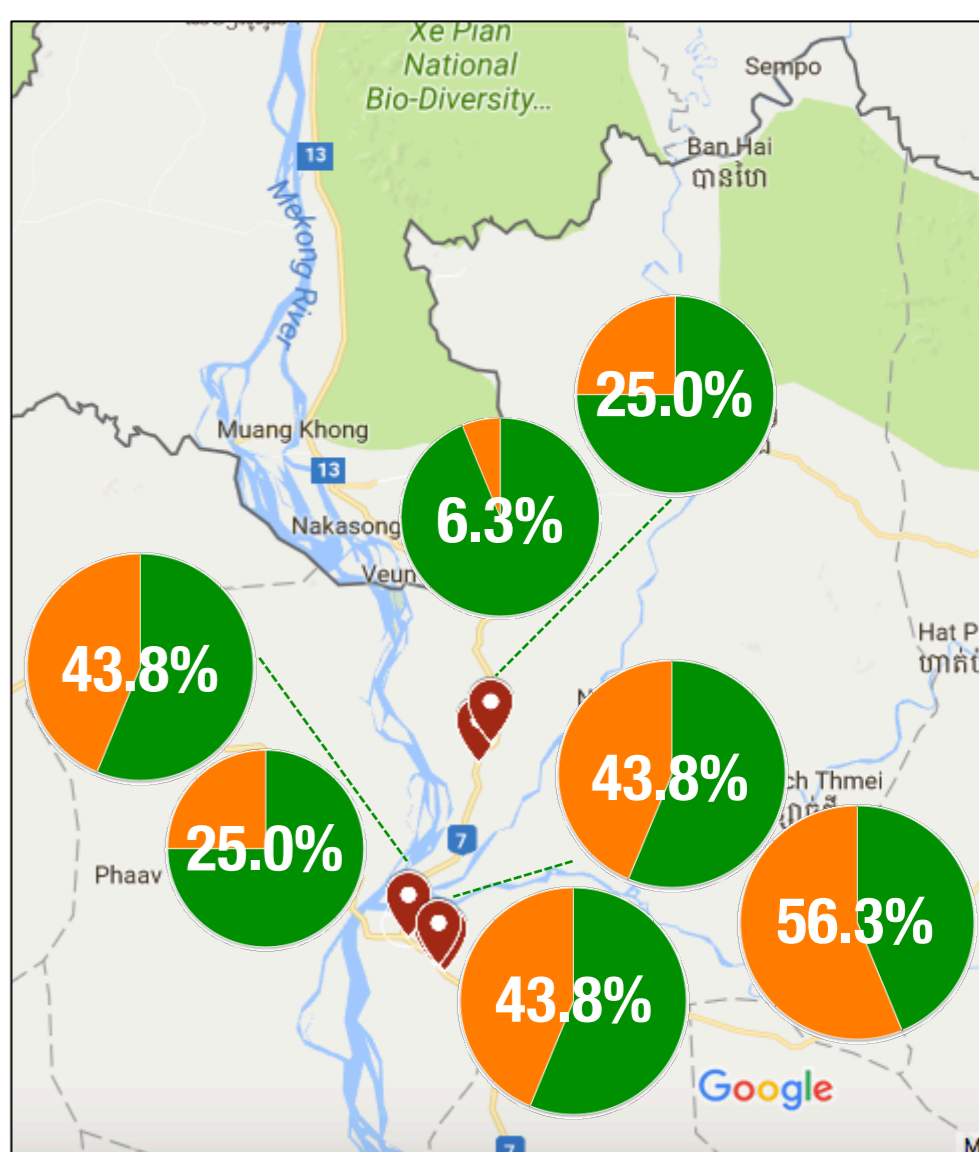 Xe Pian
National
Bio-Diversity...
Sempo
Ban Hai
បានហៃ
13
Mekong River
25.0%
Muang Khong
13
6.3%
Nakasong
Veun
Hat P
43.8%
43.8%
ch Thmei
7
25.0%
Phaav
56.3%
43.8%
Google
7
M